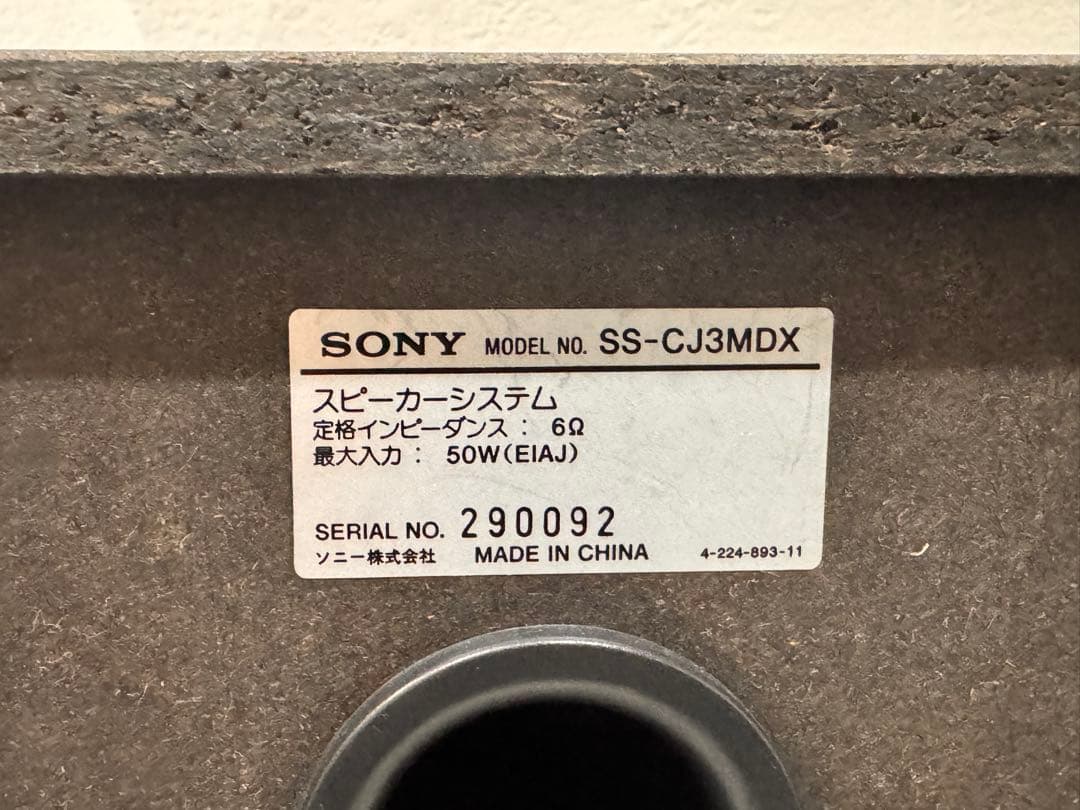 SONY MODEL NO. SS-CJ3MDX
スピーカーシステム
定格インピーダンス : 6Ω
最大入力 : 50W(EIAJ)
SERIAL NO. 290092
ソニー株式会社 MADE IN CHINA 4-224-893-11